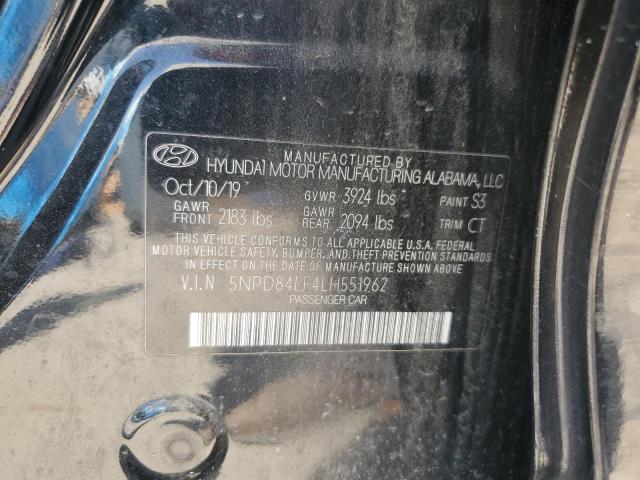 MANUFACTURED BY
HYUNDAI MOTOR MANUFACTURING ALABAMA, LLC
Oct/10/19 GVWR 3924 lbs PAINT S3
GAWR FRONT 2183 lbs GAWR REAR 2094 lbs TRIM CT
THIS VEHICLE CONFORMS TO ALL APPLICABLE U.S.A. FEDERAL
MOTOR VEHICLE SAFETY, BUMPER, AND THEFT PREVENTION STANDARDS
IN EFFECT ON THE DATE OF MANUFACTURE SHOWN ABOVE.
V.I.N 5NPD84LF4LH551962
PASSENGER CAR